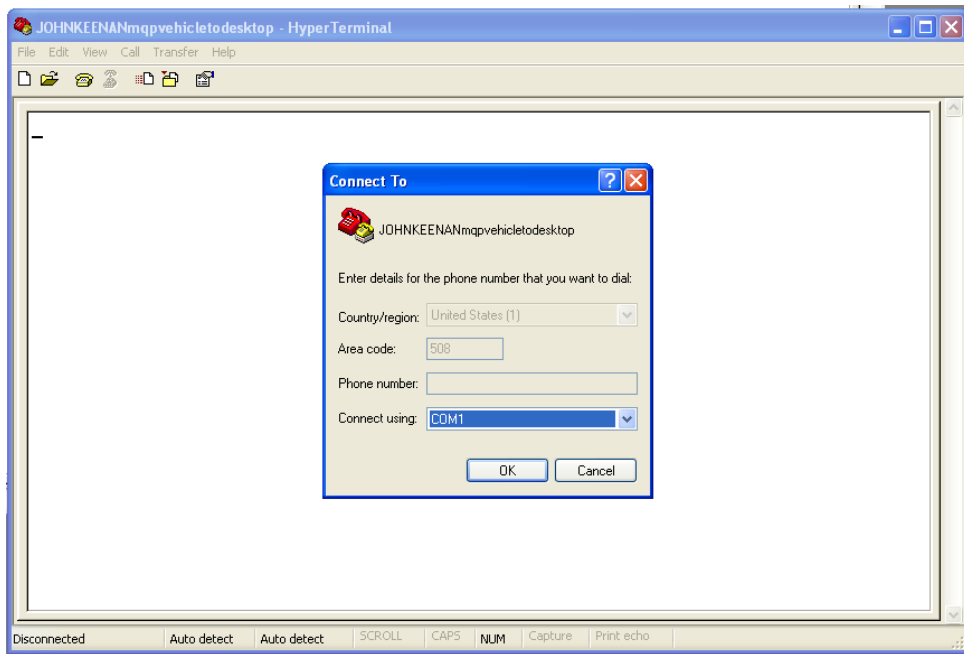 JOHNKEENANmqpvehicletodesktop - HyperTerminal
File Edit View Call Transfer Help
Connect To
JOHNKEENANmqpvehicletodesktop
Enter details for the phone number that you want to dial:
Country/region: United States (1)
Area code: 508
Phone number:
Connect using: COM1
OK Cancel
Disconnected Auto detect Auto detect SCROLL CAPS NUM Capture Print echo